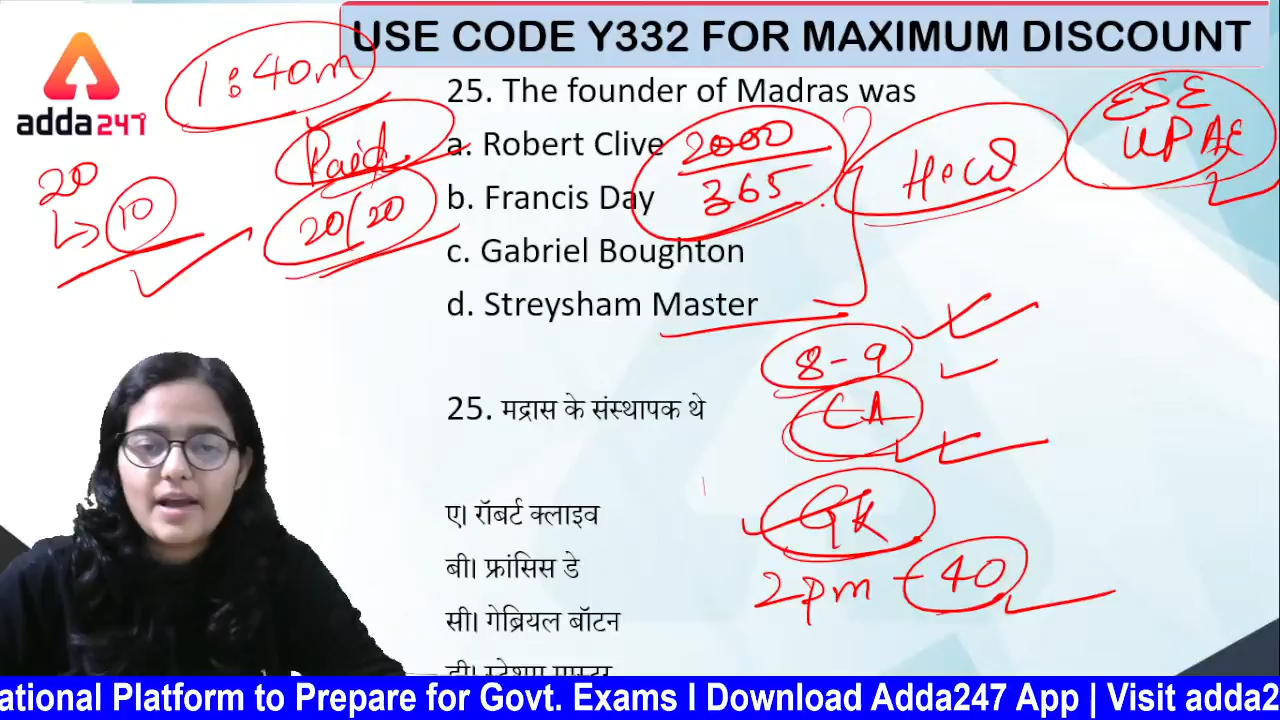 USE CODE Y332 FOR MAXIMUM DISCOUNT
adda247
1:40m
Paid
20/20
20
10
25. The founder of Madras was
a. Robert Clive
b. Francis Day
c. Gabriel Boughton
d. Streysham Master
2000
365
H.W
ESE
8-9
CA
GK
2pm - 40
25. मद्रास के संस्थापक थे
ए। रॉबर्ट क्लाइव
बी। फ्रांसिस डे
सी। गेब्रियल बॉटन
ational Platform to Prepare for Govt. Exams I Download Adda247 App | Visit adda2